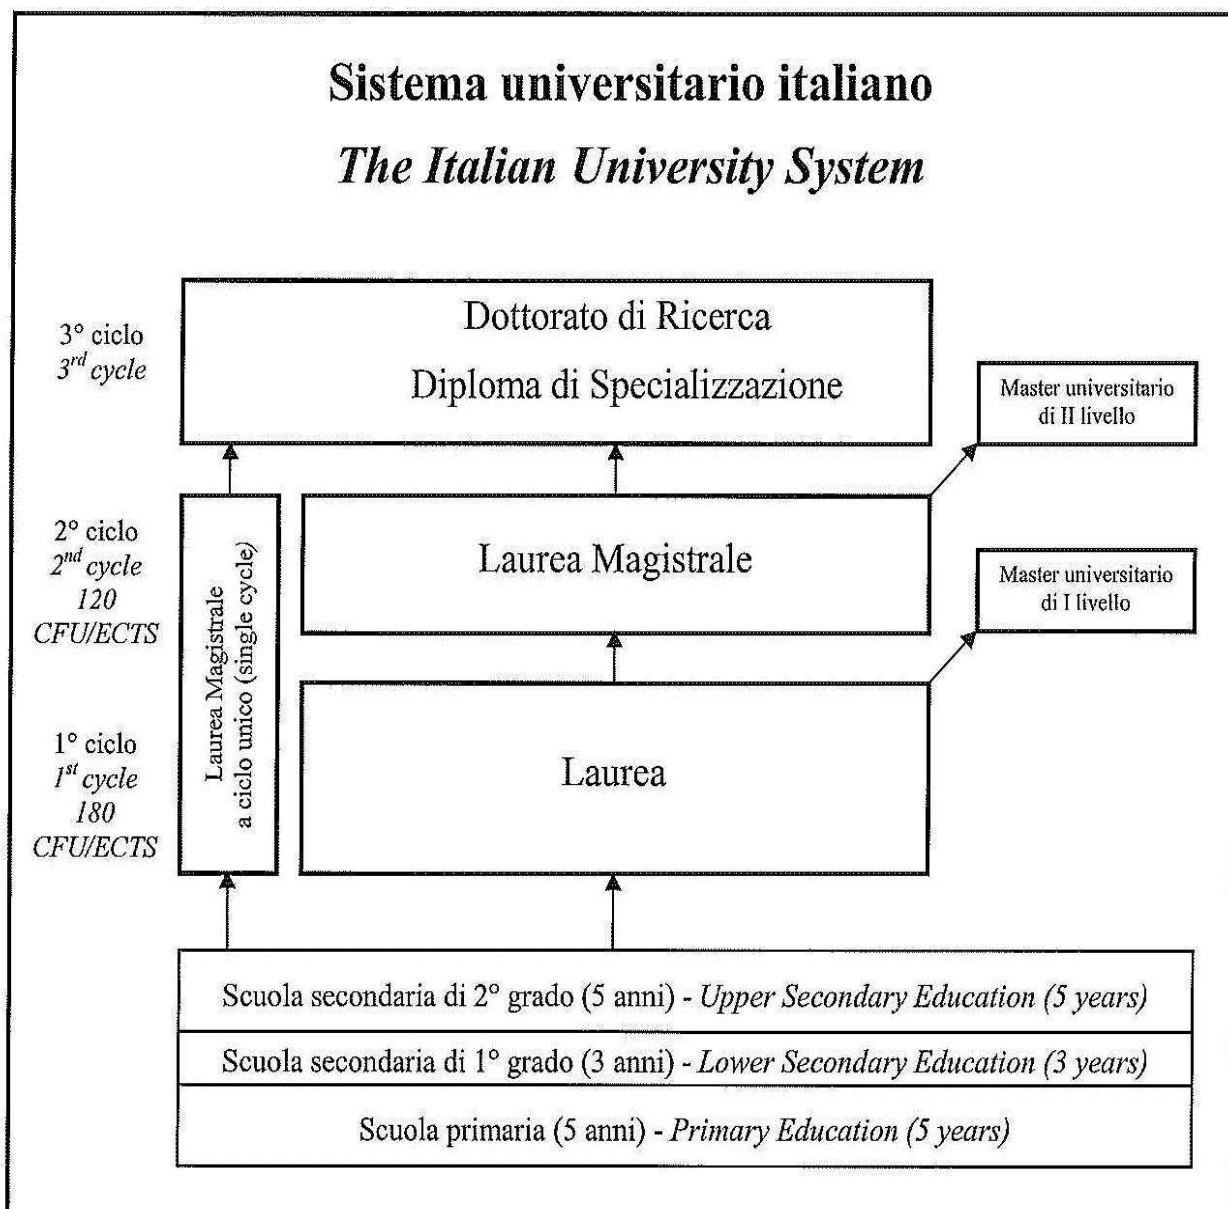 Sistema universitario italiano
The Italian University System
3° ciclo
3rd cycle
Dottorato di Ricerca
Diploma di Specializzazione
Master universitario
di II livello
2° ciclo
2nd cycle
120
CFU/ECTS
Laurea Magistrale
a ciclo unico (single cycle)
Laurea Magistrale
Master universitario
di I livello
1° ciclo
1st cycle
180
CFU/ECTS
Laurea
Scuola secondaria di 2° grado (5 anni) - Upper Secondary Education (5 years)
Scuola secondaria di 1° grado (3 anni) - Lower Secondary Education (3 years)
Scuola primaria (5 anni) - Primary Education (5 years)